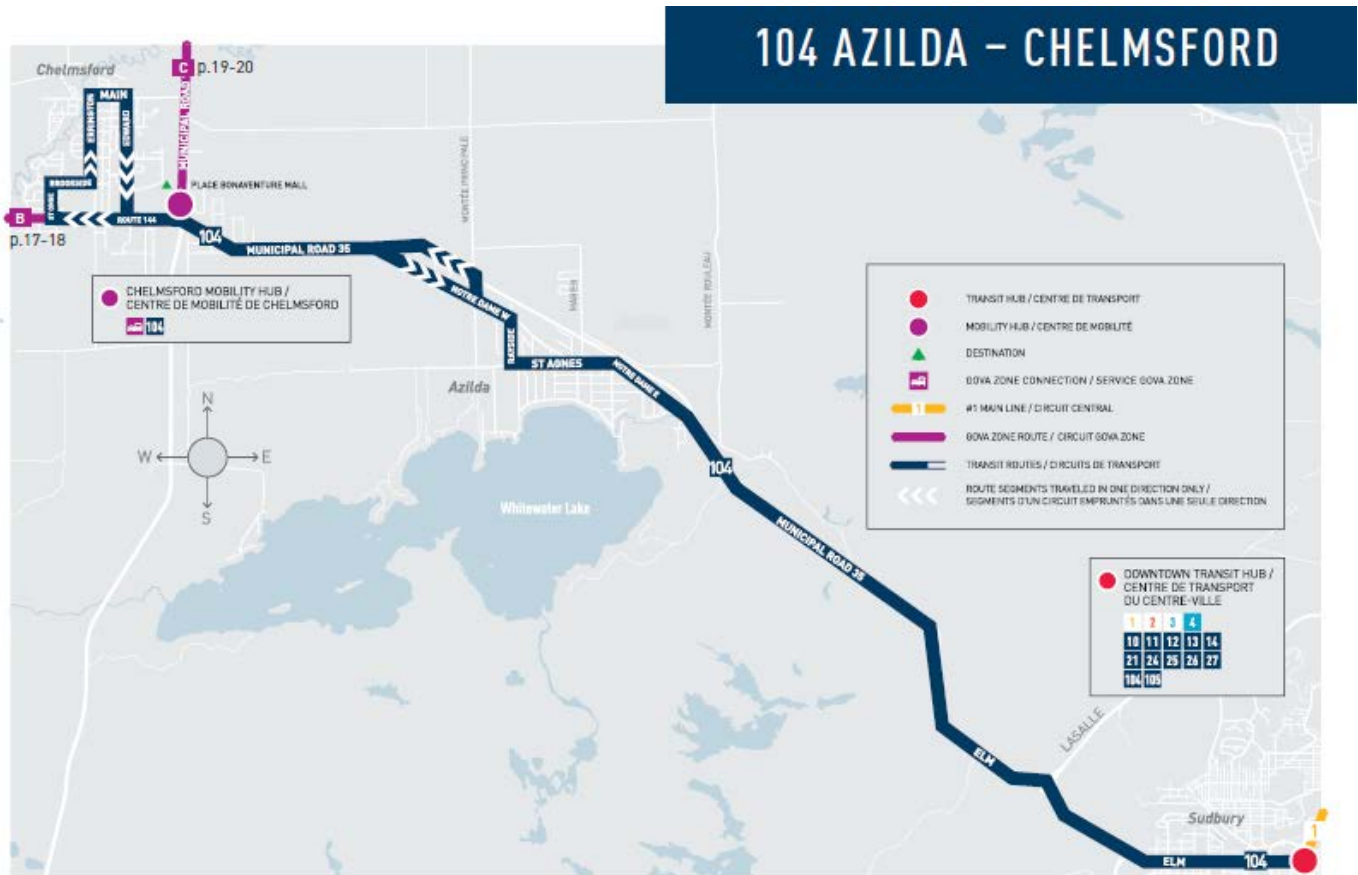 104 AZILDA – CHELMSFORD
Chelmsford
C
p.19-20
MAIN
ERRINGTON
EDWARD
MUNICIPAL ROAD
BROOKSIDE
PLACE BONAVENTURE MALL
ST ONGE
B
ROUTE 144
p.17-18
104
MUNICIPAL ROAD 35
MONTÉE PRINCIPALE
CHELMSFORD MOBILITY HUB /
CENTRE DE MOBILITÉ DE CHELMSFORD
104
NOTRE DAME W
MARIER
MONTÉE ROULEAU
RAYSIDE
ST AGNES
NOTRE DAME E
Azilda
N
W
E
S
Whitewater Lake
104
MUNICIPAL ROAD 35
TRANSIT HUB / CENTRE DE TRANSPORT
MOBILITY HUB / CENTRE DE MOBILITÉ
DESTINATION
GOVA ZONE CONNECTION / SERVICE GOVA ZONE
1
#1 MAIN LINE / CIRCUIT CENTRAL
GOVA ZONE ROUTE / CIRCUIT GOVA ZONE
TRANSIT ROUTES / CIRCUITS DE TRANSPORT
ROUTE SEGMENTS TRAVELED IN ONE DIRECTION ONLY /
SEGMENTS D'UN CIRCUIT EMPRUNTÉS DANS UNE SEULE DIRECTION
DOWNTOWN TRANSIT HUB /
CENTRE DE TRANSPORT
DU CENTRE-VILLE
1 2 3 4
10 11 12 13 14
21 24 25 26 27
104 105
LASALLE
ELM
Sudbury
1
ELM
104